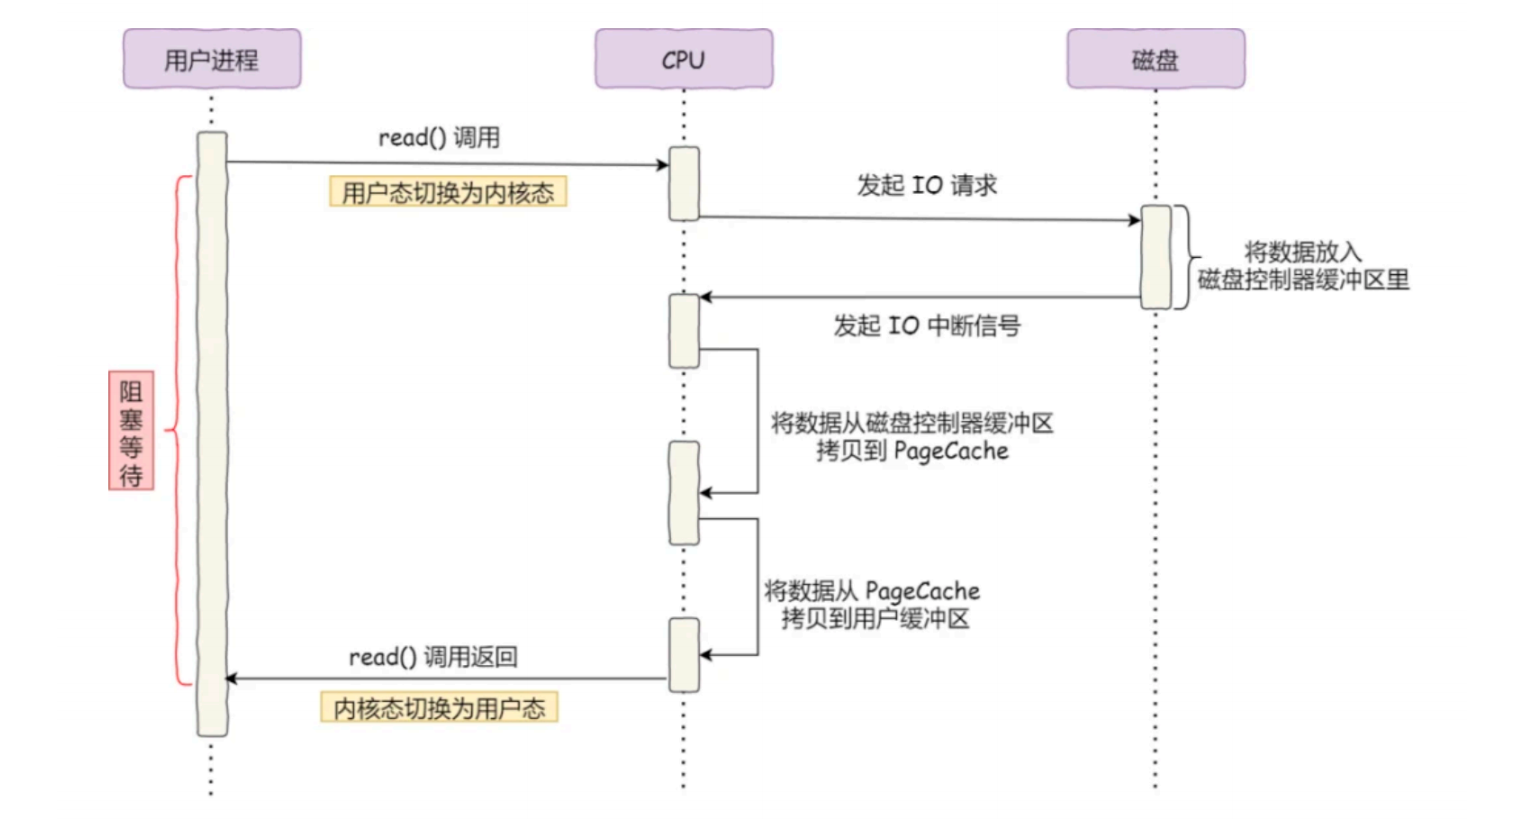 用户进程
CPU
磁盘
read() 调用
用户态切换为内核态
发起 IO 请求
将数据放入
磁盘控制器缓冲区里
发起 IO 中断信号
阻
塞
等
待
将数据从磁盘控制器缓冲区
拷贝到 PageCache
将数据从 PageCache
拷贝到用户缓冲区
read() 调用返回
内核态切换为用户态